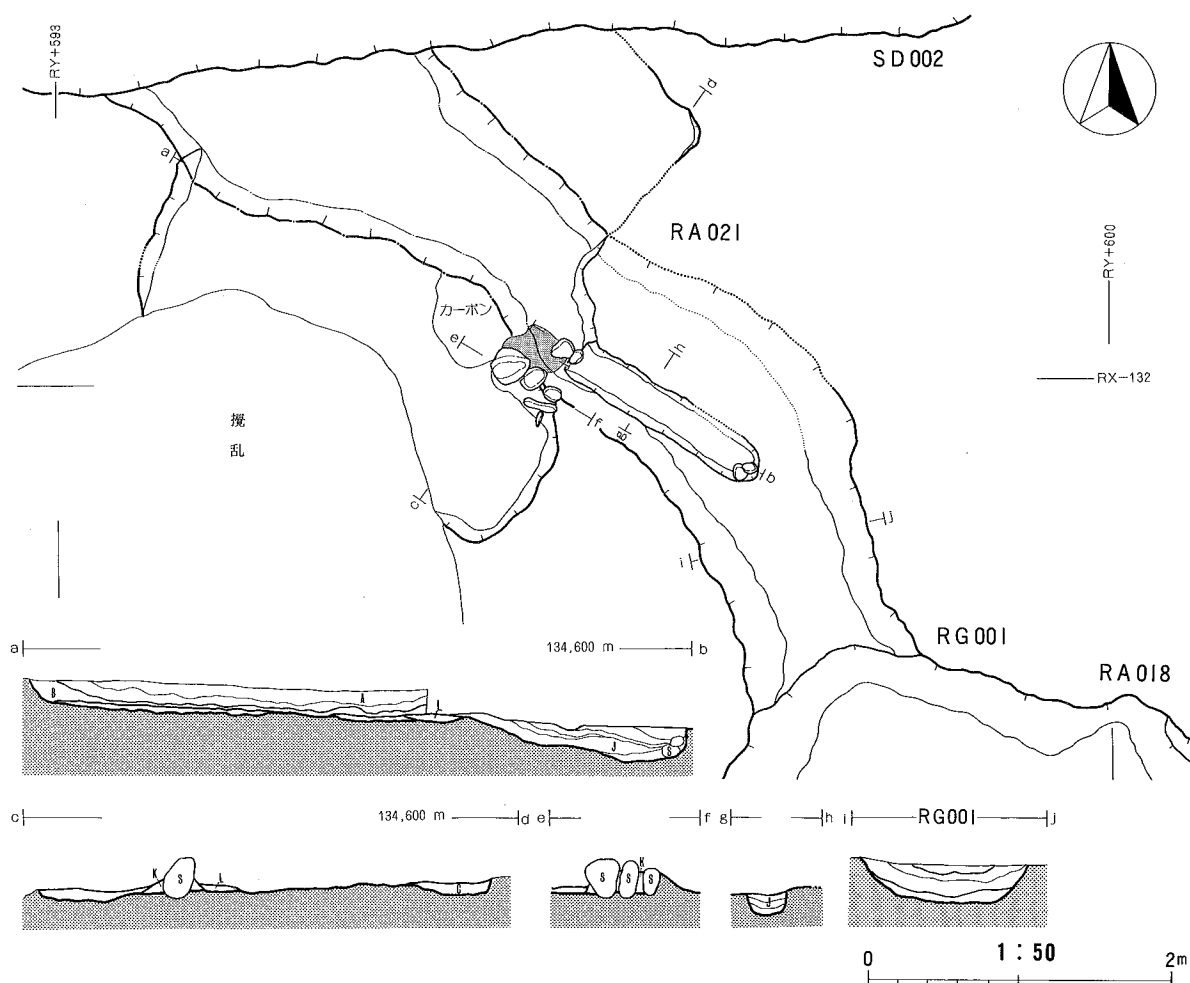 RY+593
SD002
d
a
RA021
RY+600
カーボン
e
h
RX-132
攪
乱
f
g
b
c
j
i
RG001
RA018
a
134,600 m
b
B
A
L
J
S
c
134,600 m
d
e
f
g
h
i
RG001
j
K
S
L
C
K
S
S
S
J
1:50
0
2m